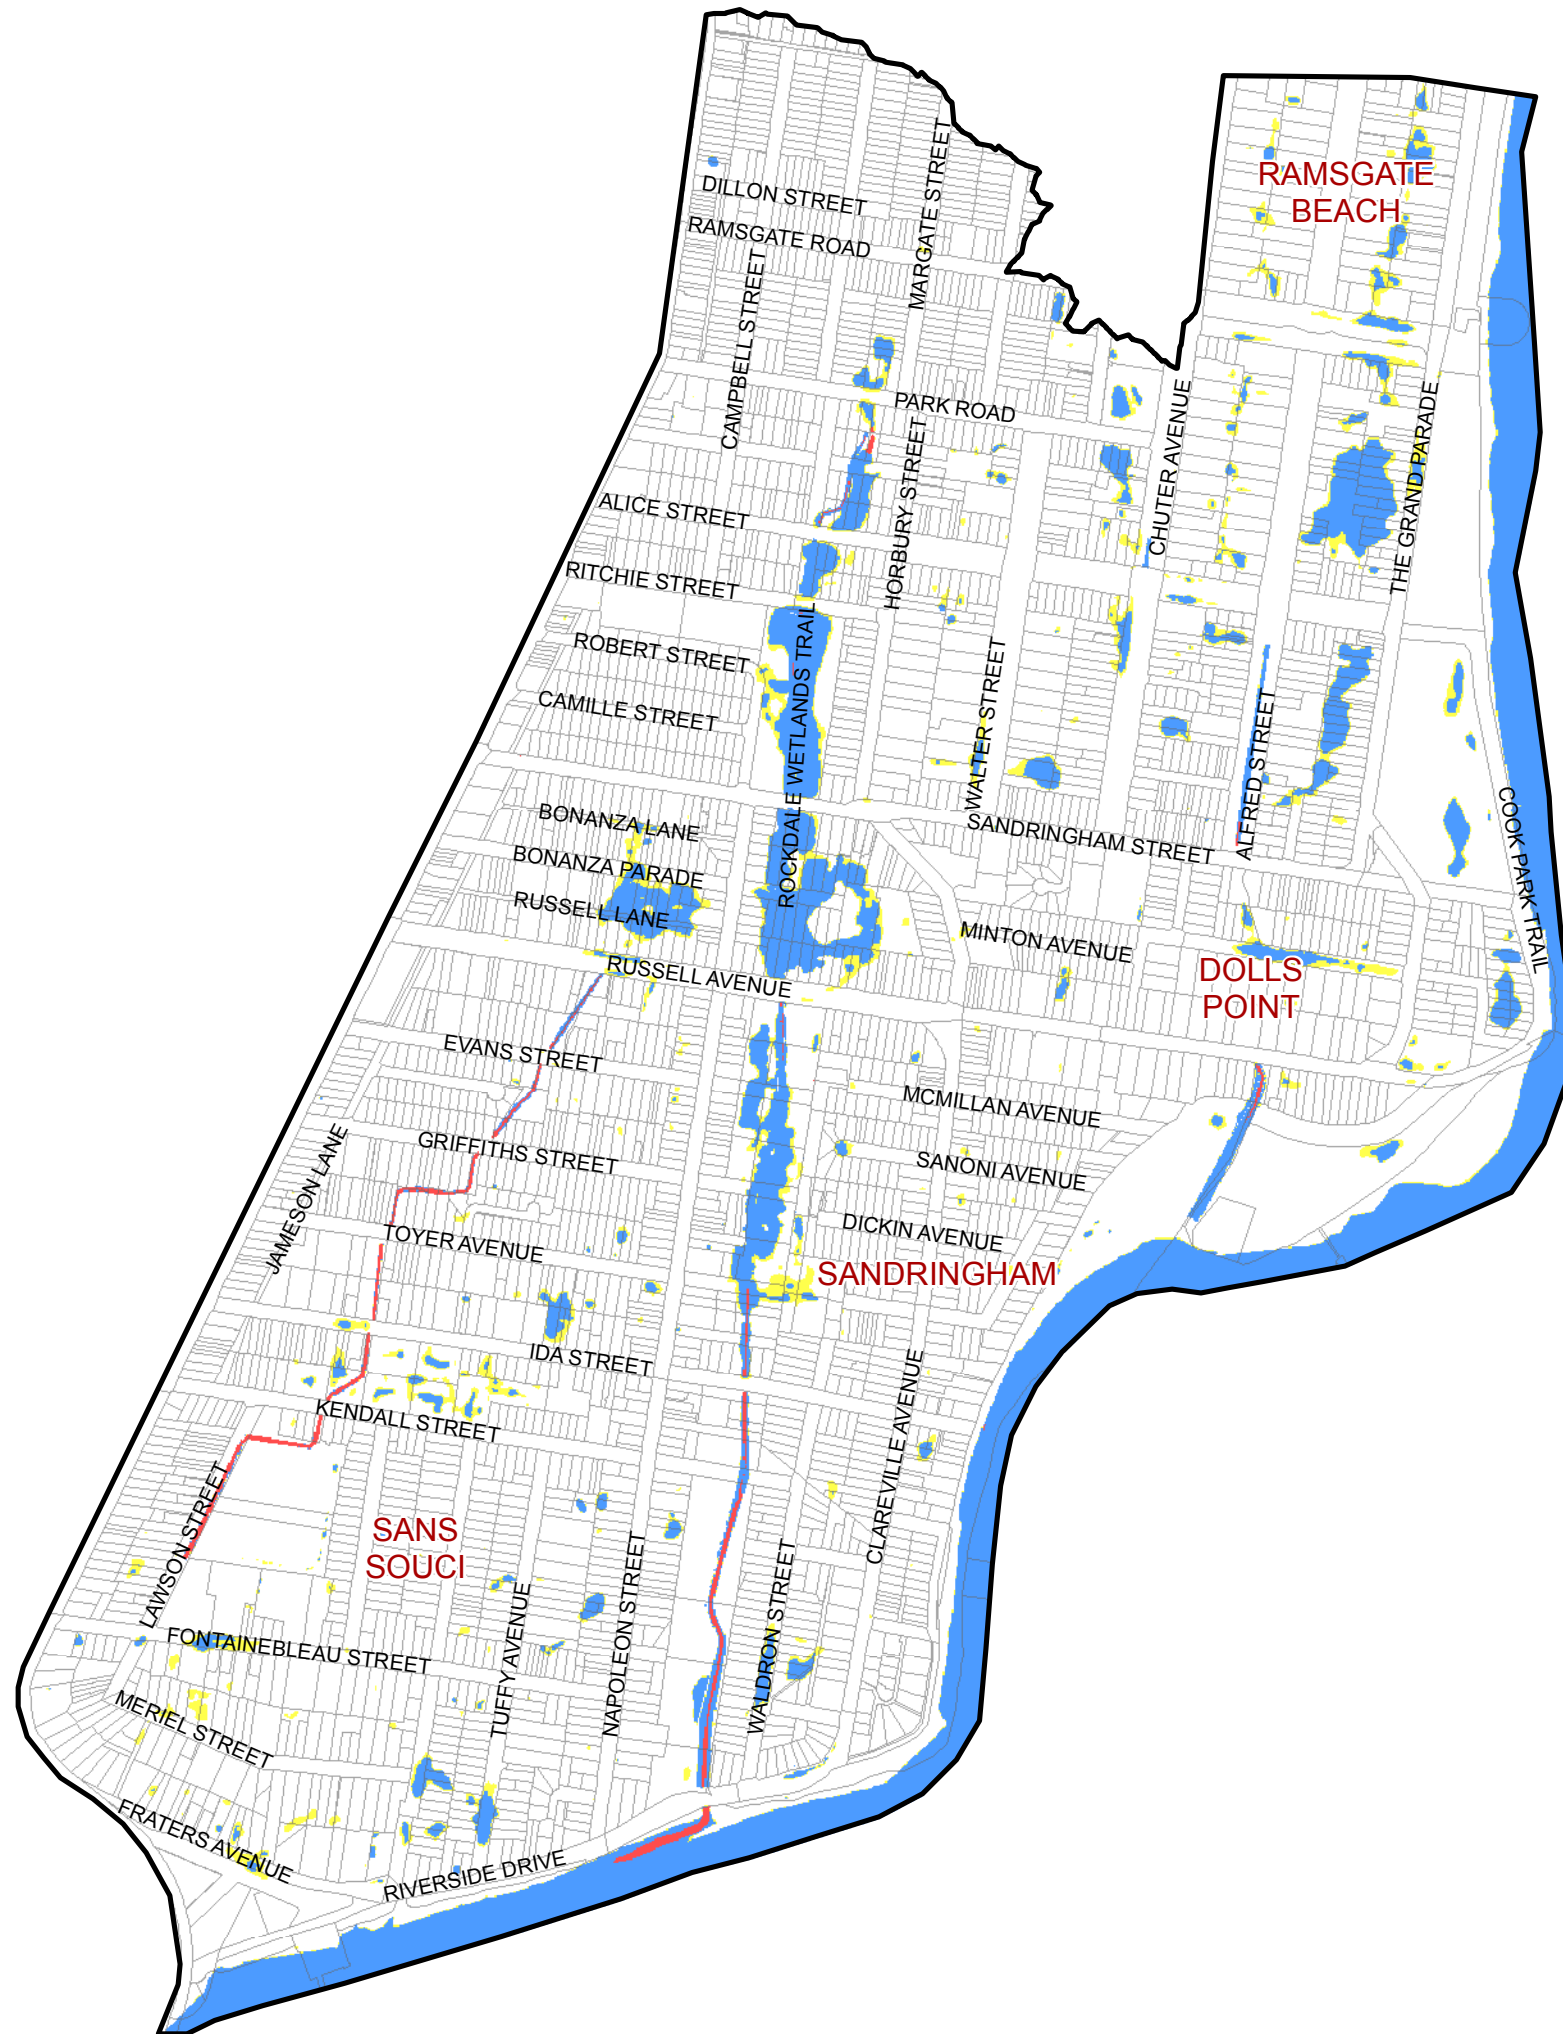 RAMSGATE
BEACH
DILLON STREET
RAMSGATE ROAD
MARGATE STREET
CAMPBELL STREET
PARK ROAD
CHUTER AVENUE
THE GRAND PARADE
HORBURY STREET
ALICE STREET
RITCHIE STREET
ROBERT STREET
CAMILLE STREET
ROCKDALE WETLANDS TRAIL
WALTER STREET
ALFRED STREET
COOK PARK TRAIL
BONANZA LANE
SANDRINGHAM STREET
BONANZA PARADE
RUSSELL LANE
MINTON AVENUE
RUSSELL AVENUE
DOLLS
POINT
EVANS STREET
MCMILLAN AVENUE
GRIFFITHS STREET
SANONI AVENUE
JAMESON LANE
DICKIN AVENUE
TOYER AVENUE
SANDRINGHAM
IDA STREET
KENDALL STREET
CLAREVILLE AVENUE
LAWSON STREET
SANS
SOUCI
NAPOLEON STREET
WALDRON STREET
TUFFY AVENUE
FONTAINEBLEAU STREET
MERIEL STREET
FRATERS AVENUE
RIVERSIDE DRIVE